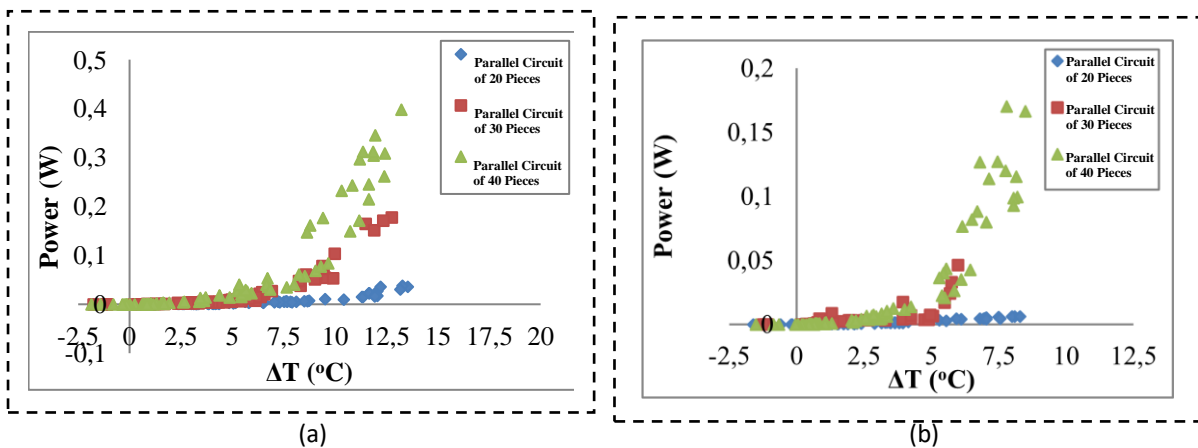 0,5
0,4
0,3
0,2
0,1
0
-0,1
Power (W)
-2,5 0 2,5 5 7,5 10 12,5 15 17,5 20
ΔT (ºC)
Parallel Circuit
of 20 Pieces
Parallel Circuit
of 30 Pieces
Parallel Circuit
of 40 Pieces
(a)
0,2
0,15
0,1
0,05
0
Power (W)
-2,5 0 2,5 5 7,5 10 12,5
ΔT (ºC)
Parallel Circuit
of 20 Pieces
Parallel Circuit
of 30 Pieces
Parallel Circuit
of 40 Pieces
(b)